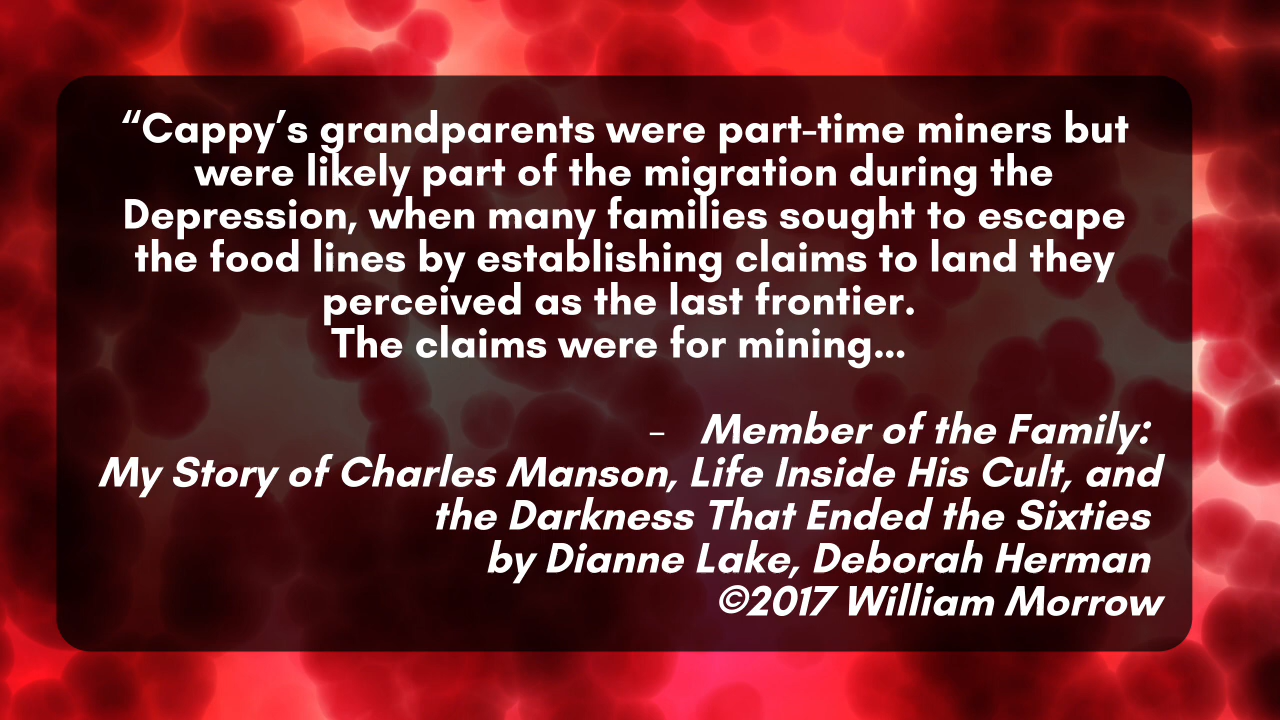 “Cappy’s grandparents were part-time miners but
were likely part of the migration during the
Depression, when many families sought to escape
the food lines by establishing claims to land they
perceived as the last frontier.
The claims were for mining...
– Member of the Family:
My Story of Charles Manson, Life Inside His Cult, and
the Darkness That Ended the Sixties
by Dianne Lake, Deborah Herman
©2017 William Morrow